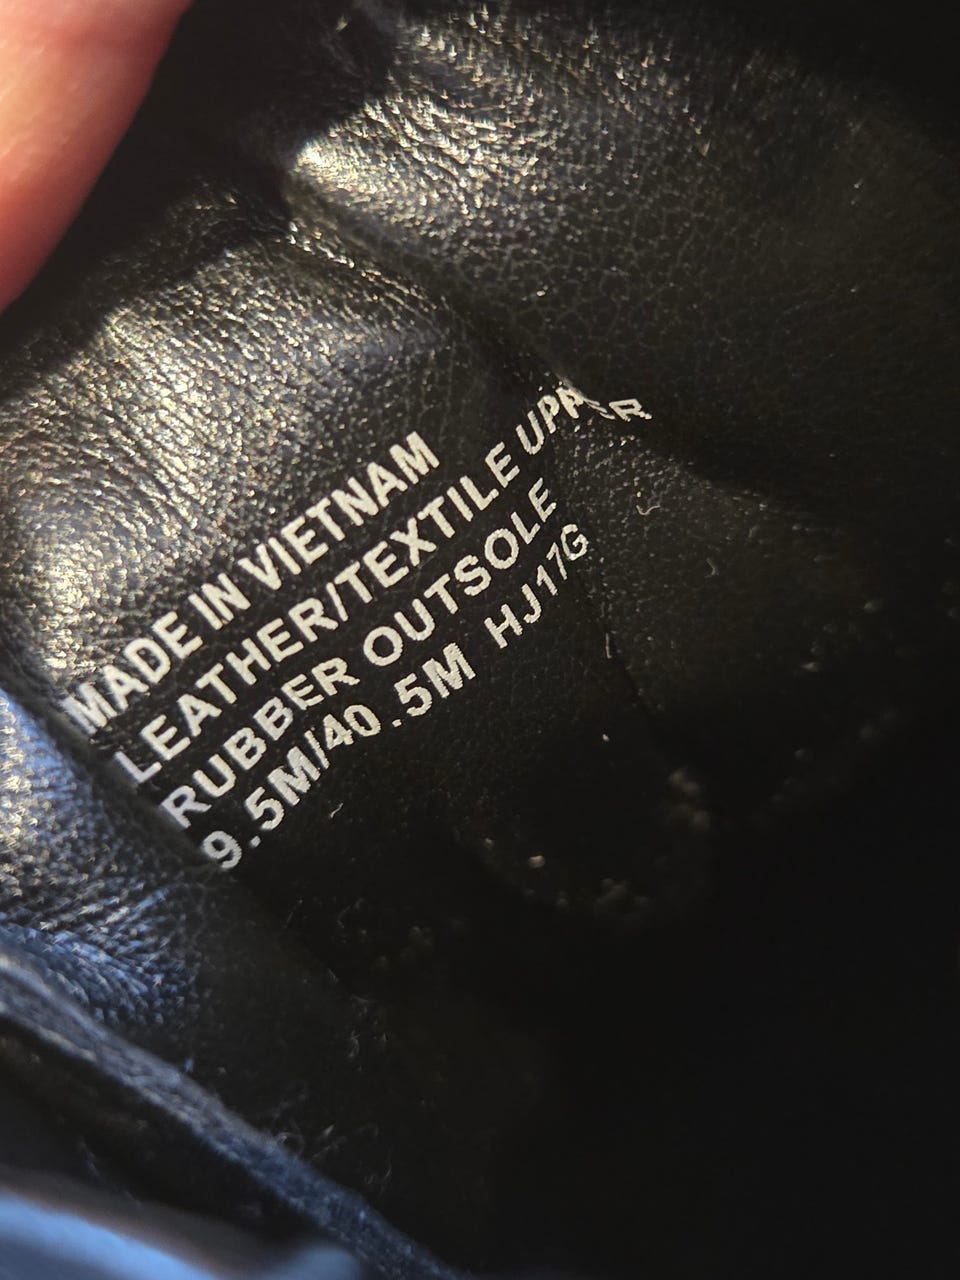 MADE IN VIETNAM
LEATHER/TEXTILE UPPER
RUBBER OUTSOLE
9.5M/40.5M HJ17G